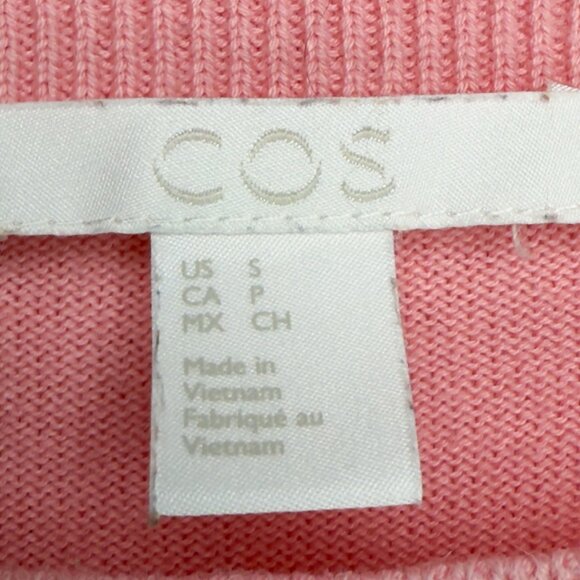 COS
US S
CA P
MX CH
Made in
Vietnam
Fabriqué au
Vietnam